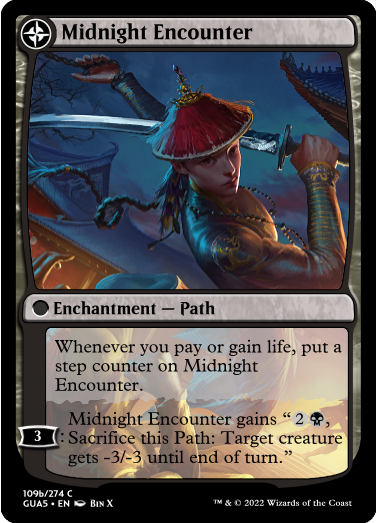 Midnight Encounter
Enchantment — Path
Whenever you pay or gain life, put a
step counter on Midnight
Encounter.
Midnight Encounter gains “ 2 ,
3 : Sacrifice this Path: Target creature
gets -3/-3 until end of turn.”
109b/274 C
GUA5 • EN Bin X
™ & © 2022 Wizards of the Coast